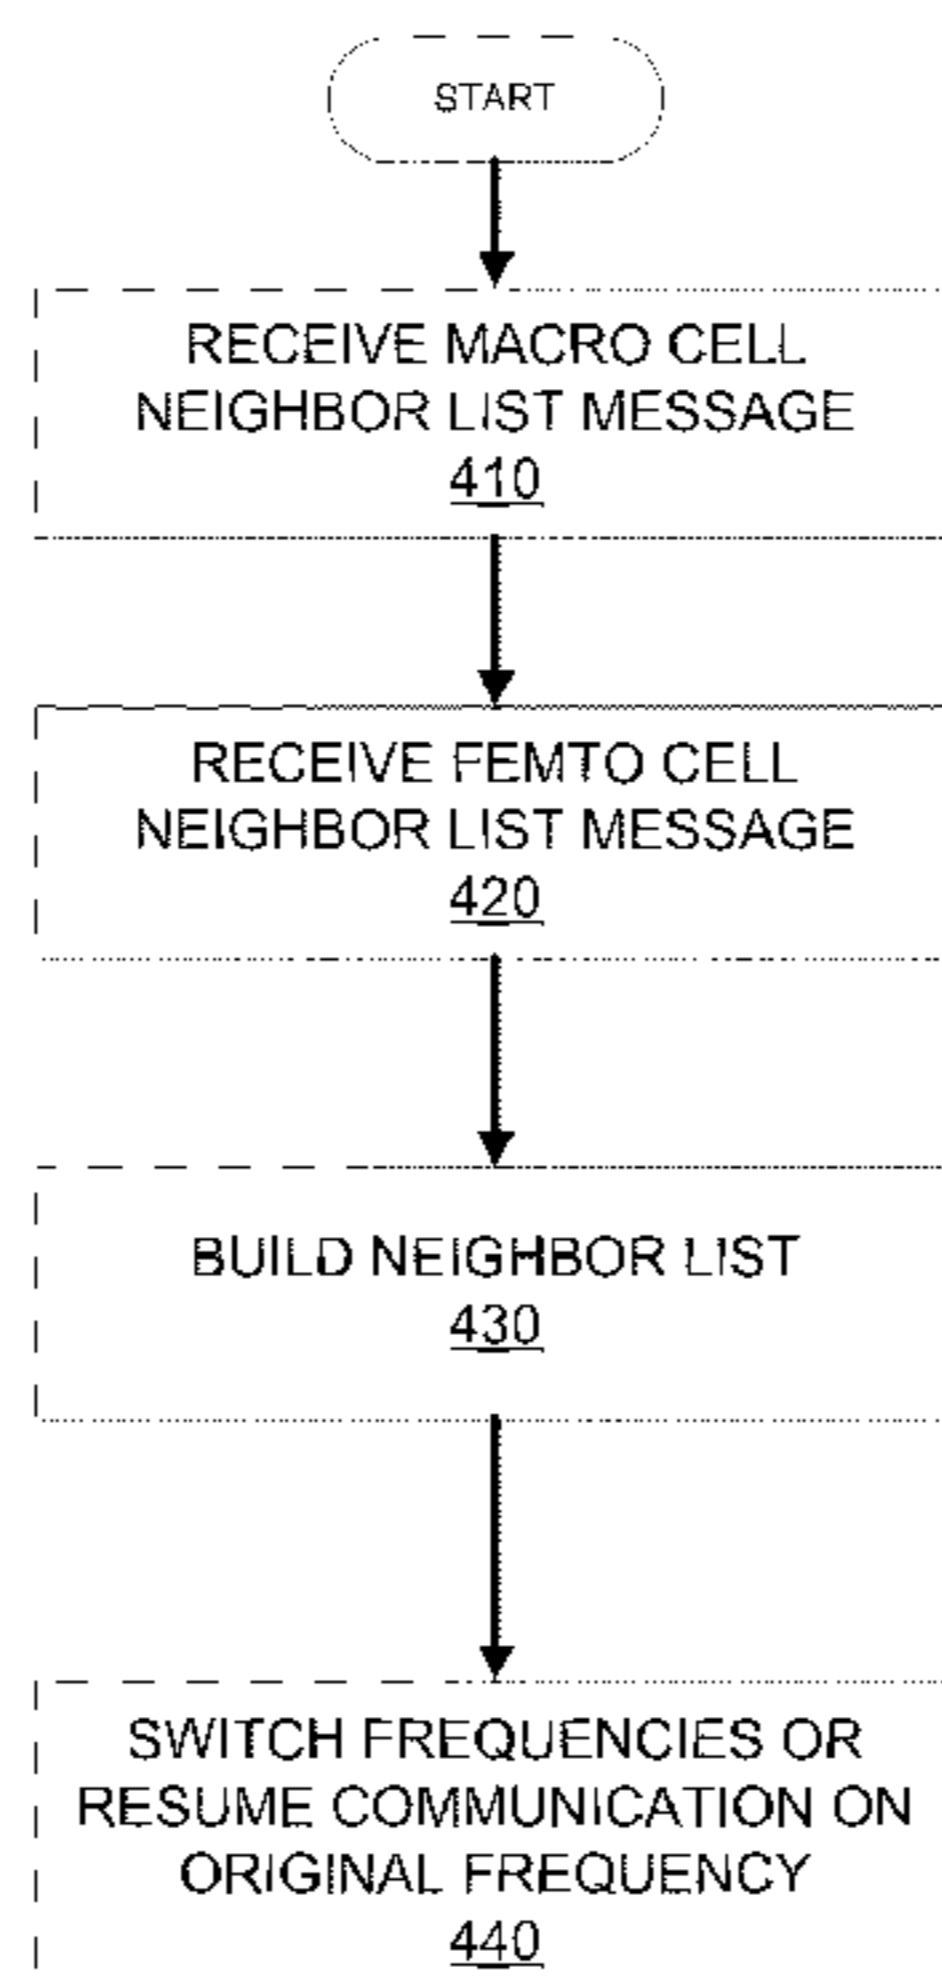 START
RECEIVE MACRO CELL
NEIGHBOR LIST MESSAGE
410
RECEIVE FEMTO CELL
NEIGHBOR LIST MESSAGE
420
BUILD NEIGHBOR LIST
430
SWITCH FREQUENCIES OR
RESUME COMMUNICATION ON
ORIGINAL FREQUENCY
440